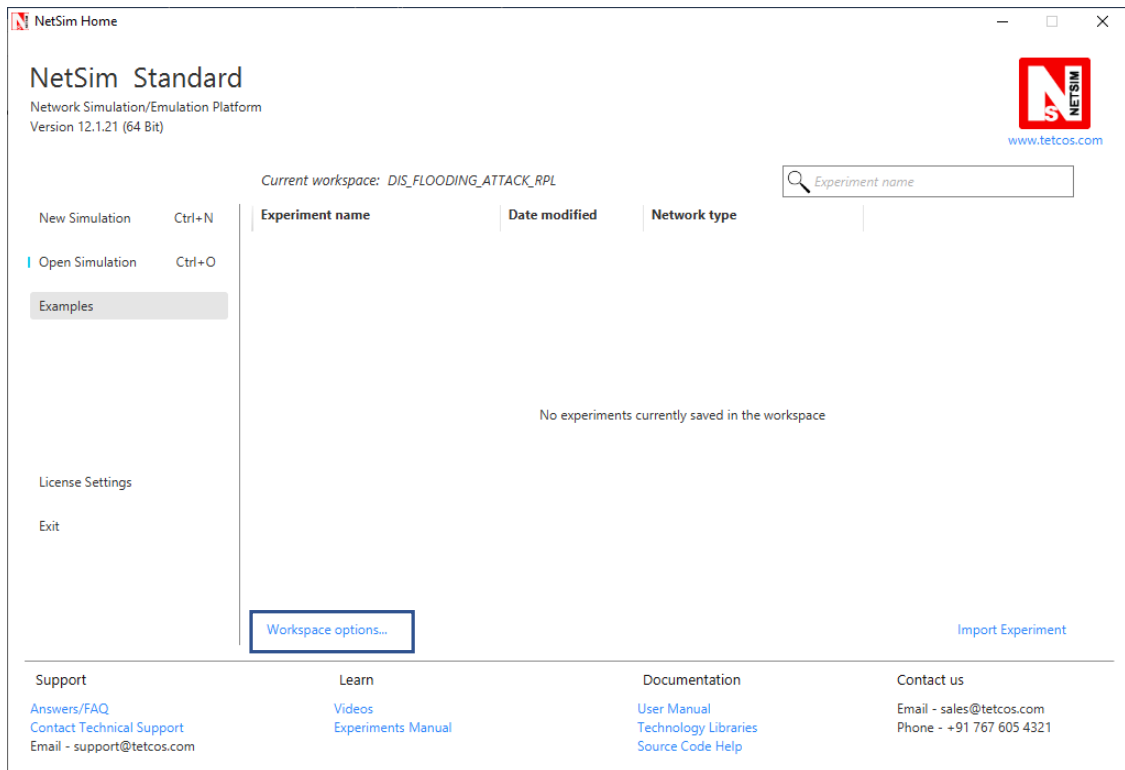 NetSim Home
NetSim Standard
Network Simulation/Emulation Platform
Version 12.1.21 (64 Bit)
N
S
NETSIM
www.tetcos.com
Current workspace: DIS_FLOODING_ATTACK_RPL
Experiment name
New Simulation Ctrl+N
Open Simulation Ctrl+O
Examples
License Settings
Exit
Experiment name Date modified Network type
No experiments currently saved in the workspace
Workspace options...
Import Experiment
Support
Answers/FAQ
Contact Technical Support
Email - support@tetcos.com
Learn
Videos
Experiments Manual
Documentation
User Manual
Technology Libraries
Source Code Help
Contact us
Email - sales@tetcos.com
Phone - +91 767 605 4321